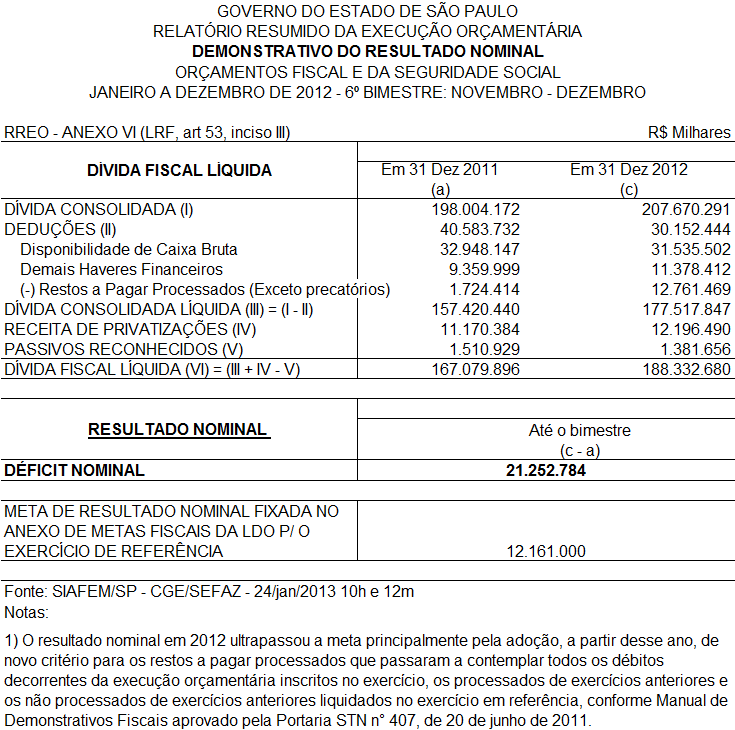 GOVERNO DO ESTADO DE SÃO PAULO
RELATÓRIO RESUMIDO DA EXECUÇÃO ORÇAMENTÁRIA
DEMONSTRATIVO DO RESULTADO NOMINAL
ORÇAMENTOS FISCAL E DA SEGURIDADE SOCIAL
JANEIRO A DEZEMBRO DE 2012 - 6º BIMESTRE: NOVEMBRO - DEZEMBRO
RREO - ANEXO VI (LRF, art 53, inciso III) R$ Milhares
DÍVIDA FISCAL LÍQUIDA Em 31 Dez 2011 Em 31 Dez 2012
(a) (c)
DÍVIDA CONSOLIDADA (I) 198.004.172 207.670.291
DEDUÇÕES (II) 40.583.732 30.152.444
Disponibilidade de Caixa Bruta 32.948.147 31.535.502
Demais Haveres Financeiros 9.359.999 11.378.412
(-) Restos a Pagar Processados (Exceto precatórios) 1.724.414 12.761.469
DÍVIDA CONSOLIDADA LÍQUIDA (III) = (I - II) 157.420.440 177.517.847
RECEITA DE PRIVATIZAÇÕES (IV) 11.170.384 12.196.490
PASSIVOS RECONHECIDOS (V) 1.510.929 1.381.656
DÍVIDA FISCAL LÍQUIDA (VI) = (III + IV - V) 167.079.896 188.332.680
RESULTADO NOMINAL Até o bimestre
(c - a)
DÉFICIT NOMINAL 21.252.784
META DE RESULTADO NOMINAL FIXADA NO
ANEXO DE METAS FISCAIS DA LDO P/ O
EXERCÍCIO DE REFERÊNCIA 12.161.000
Fonte: SIAFEM/SP - CGE/SEFAZ - 24/jan/2013 10h e 12m
Notas:
1) O resultado nominal em 2012 ultrapassou a meta principalmente pela adoção, a partir desse ano, de
novo critério para os restos a pagar processados que passaram a contemplar todos os débitos
decorrentes da execução orçamentária inscritos no exercício, os processados de exercícios anteriores e
os não processados de exercícios anteriores liquidados no exercício em referência, conforme Manual de
Demonstrativos Fiscais aprovado pela Portaria STN n° 407, de 20 de junho de 2011.